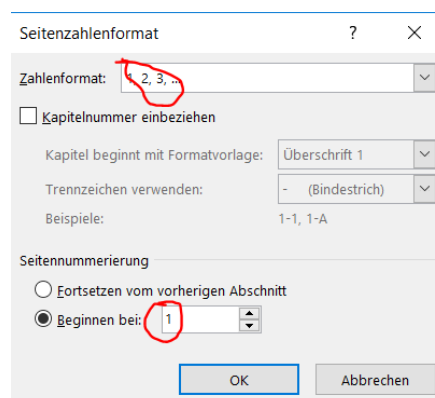 Seitenzahlenformat ?
Zahlenformat: 1, 2, 3, ...
Kapitelnummer einbeziehen
Kapitel beginnt mit Formatvorlage: Überschrift 1
Trennzeichen verwenden: - (Bindestrich)
Beispiele: 1-1, 1-A
Seitennummerierung
Fortsetzen vom vorherigen Abschnitt
Beginnen bei: 1
OK Abbrechen